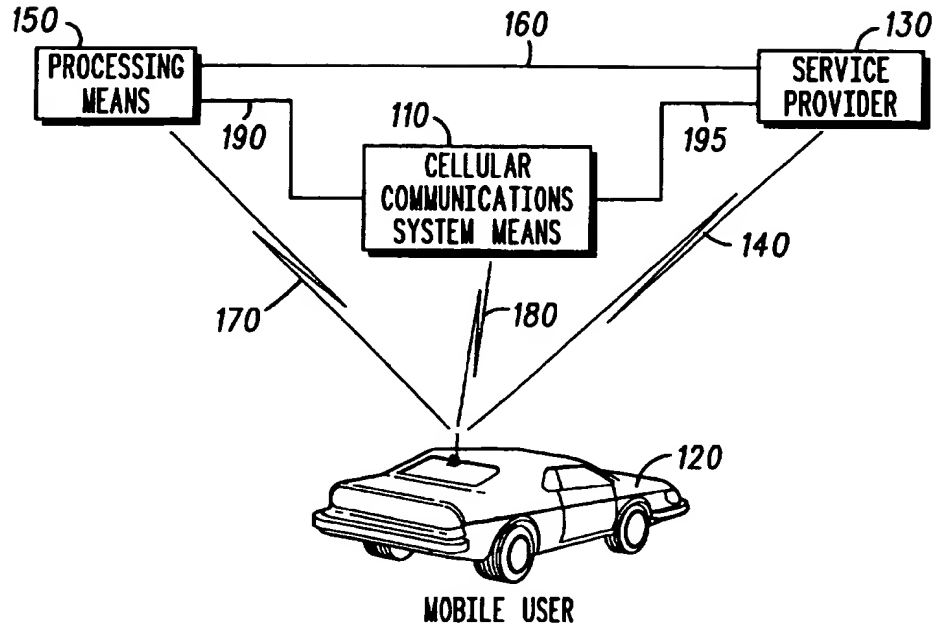 150
PROCESSING
MEANS
160
130
SERVICE
PROVIDER
190
110
195
CELLULAR
COMMUNICATIONS
SYSTEM MEANS
140
170
180
120
MOBILE USER